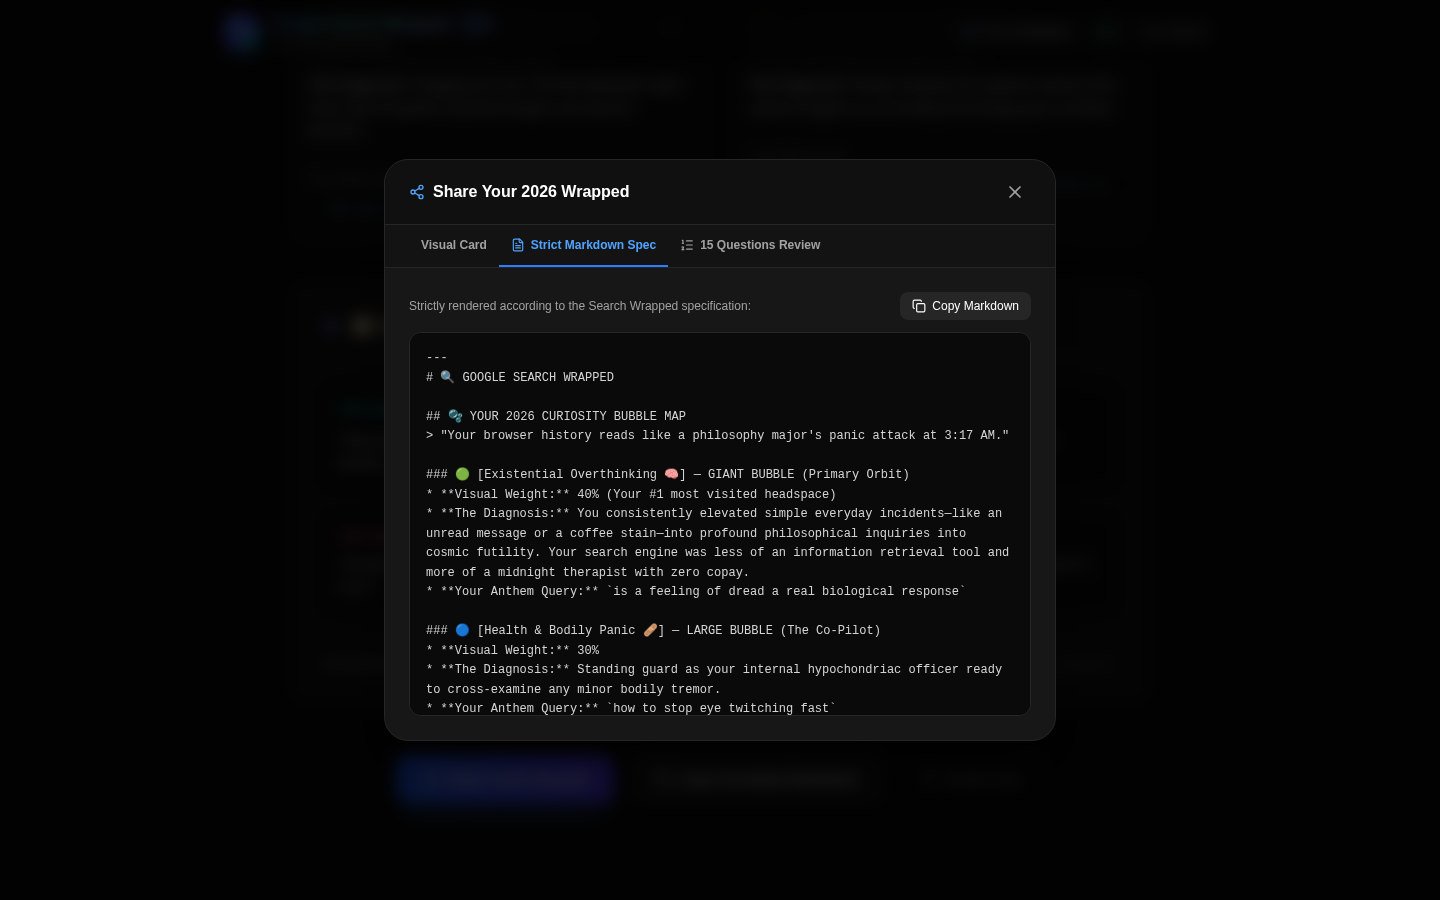 Share Your 2026 Wrapped
Visual Card
Strict Markdown Spec
15 Questions Review
Strictly rendered according to the Search Wrapped specification:
Copy Markdown
---
# 🔍 GOOGLE SEARCH WRAPPED
## 🫧 YOUR 2026 CURIOSITY BUBBLE MAP
> "Your browser history reads like a philosophy major's panic attack at 3:17 AM."
### 🟢 [Existential Overthinking 🧠] — GIANT BUBBLE (Primary Orbit)
* **Visual Weight:** 40% (Your #1 most visited headspace)
* **The Diagnosis:** You consistently elevated simple everyday incidents—like an
unread message or a coffee stain—into profound philosophical inquiries into
cosmic futility. Your search engine was less of an information retrieval tool and
more of a midnight therapist with zero copay.
* **Your Anthem Query:** `is a feeling of dread a real biological response`
### 🔵 [Health & Bodily Panic 🩹] — LARGE BUBBLE (The Co-Pilot)
* **Visual Weight:** 30%
* **The Diagnosis:** Standing guard as your internal hypochondriac officer ready
to cross-examine any minor bodily tremor.
* **Your Anthem Query:** `how to stop eye twitching fast`